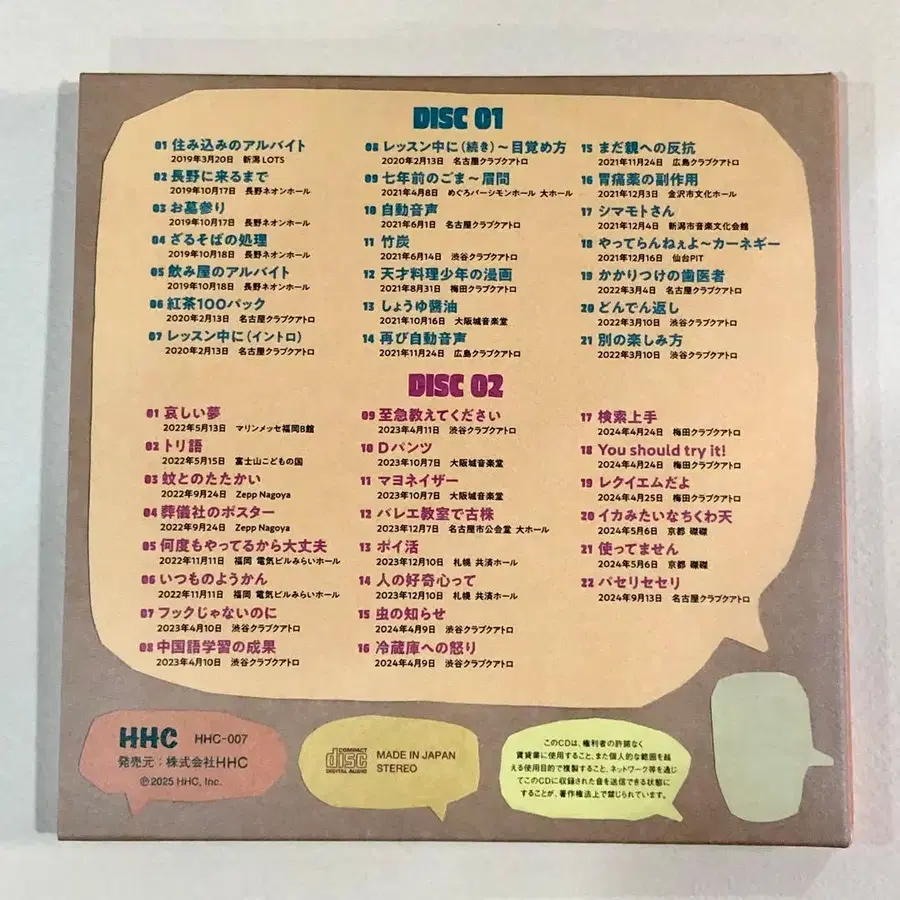 DISC 01
01 住み込みのアルバイト
2019年3月20日 新潟 LOTS
02 長野に来るまで
2019年10月17日 長野ネオンホール
03 お墓参り
2019年10月17日 長野ネオンホール
04 ざるそばの処理
2019年10月18日 長野ネオンホール
05 飲み屋のアルバイト
2019年10月18日 長野ネオンホール
06 紅茶100パック
2020年2月13日 名古屋クラブクアトロ
07 レッスン中に(イントロ)
2020年2月13日 名古屋クラブクアトロ
08 レッスン中に(続き)〜目覚め方
2020年2月13日 名古屋クラブクアトロ
09 七年前のごま〜眉間
2021年4月8日 めぐろパーシモンホール 大ホール
10 自動音声
2021年6月1日 名古屋クラブクアトロ
11 竹炭
2021年6月14日 渋谷クラブクアトロ
12 天才料理少年の漫画
2021年8月31日 梅田クラブクアトロ
13 しょうゆ醬油
2021年10月16日 大阪城音楽堂
14 再び自動音声
2021年11月24日 広島クラブクアトロ
15 まだ親への反抗
2021年11月24日 広島クラブクアトロ
16 胃痛薬の副作用
2021年12月3日 金沢市文化ホール
17 シマモトさん
2021年12月4日 新潟市音楽文化会館
18 やってらんねぇよ〜カーネギー
2021年12月16日 仙台PIT
19 かかりつけの歯医者
2022年3月4日 名古屋クラブクアトロ
20 どんでん返し
2022年3月10日 渋谷クラブクアトロ
21 別の楽しみ方
2022年3月10日 渋谷クラブクアトロ
DISC 02
01 哀しい夢
2022年5月13日 マリンメッセ福岡B館
02 トリ語
2022年5月15日 富士山こどもの国
03 蚊とのたたかい
2022年9月24日 Zepp Nagoya
04 葬儀社のポスター
2022年9月24日 Zepp Nagoya
05 何度もやってるから大丈夫
2022年11月11日 福岡 電気ビルみらいホール
06 いつものようかん
2022年11月11日 福岡 電気ビルみらいホール
07 フックじゃないのに
2023年4月10日 渋谷クラブクアトロ
08 中国語学習の成果
2023年4月10日 渋谷クラブクアトロ
09 至急教えてください
2023年4月11日 渋谷クラブクアトロ
10 Dパンツ
2023年10月7日 大阪城音楽堂
11 マヨネイザー
2023年10月7日 大阪城音楽堂
12 バレエ教室で古株
2023年12月7日 名古屋市公会堂 大ホール
13 ポイ活
2023年12月10日 札幌 共済ホール
14 人の好奇心って
2023年12月10日 札幌 共済ホール
15 虫の知らせ
2024年4月9日 渋谷クラブクアトロ
16 冷蔵庫への怒り
2024年4月9日 渋谷クラブクアトロ
17 検索上手
2024年4月24日 梅田クラブクアトロ
18 You should try it!
2024年4月24日 梅田クラブクアトロ
19 レクイエムだよ
2024年4月25日 梅田クラブクアトロ
20 イカみたいなちくわ天
2024年5月6日 京都 磔磔
21 使ってません
2024年5月6日 京都 磔磔
22 パセリセセリ
2024年9月13日 名古屋クラブクアトロ
HHC HHC-007
発売元:株式会社HHC
℗2025 HHC, Inc.
COMPACT
disc
DIGITAL AUDIO
MADE IN JAPAN
STEREO
このCDは、権利者の許諾なく
賃貸業に使用すること、また個人的な範囲を越
える使用目的で複製すること、ネットワーク等を通じ
てこのCDに収録された音を送信できる状態に
することが、著作権法上で禁じられています。